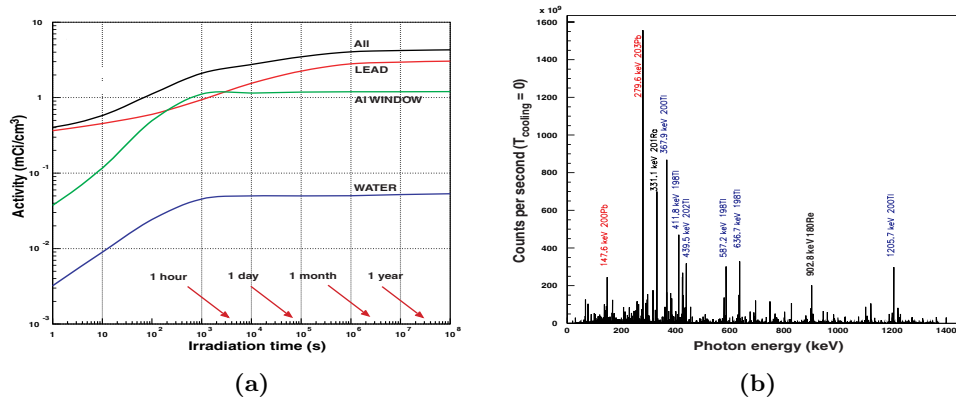 10
1
10⁻¹
10⁻²
10⁻³
Activity (mCi/cm³)
All
LEAD
Al WINDOW
WATER
1 hour
1 day
1 month
1 year
1 10 10² 10³ 10⁴ 10⁵ 10⁶ 10⁷ 10⁸
Irradiation time (s)
(a)
x 10⁹
1600
1400
1200
1000
800
600
400
200
0
Counts per second (Tcooling = 0)
147.6 keV 200Pb
279.6 keV 203Pb
331.1 keV 201Re
367.9 keV 200Tl
411.8 keV 198Tl
439.5 keV 202Tl
587.2 keV 198Tl
636.7 keV 198Tl
902.8 keV 180Re
1205.7 keV 200Tl
0 200 400 600 800 1000 1200 1400
Photon energy (keV)
(b)